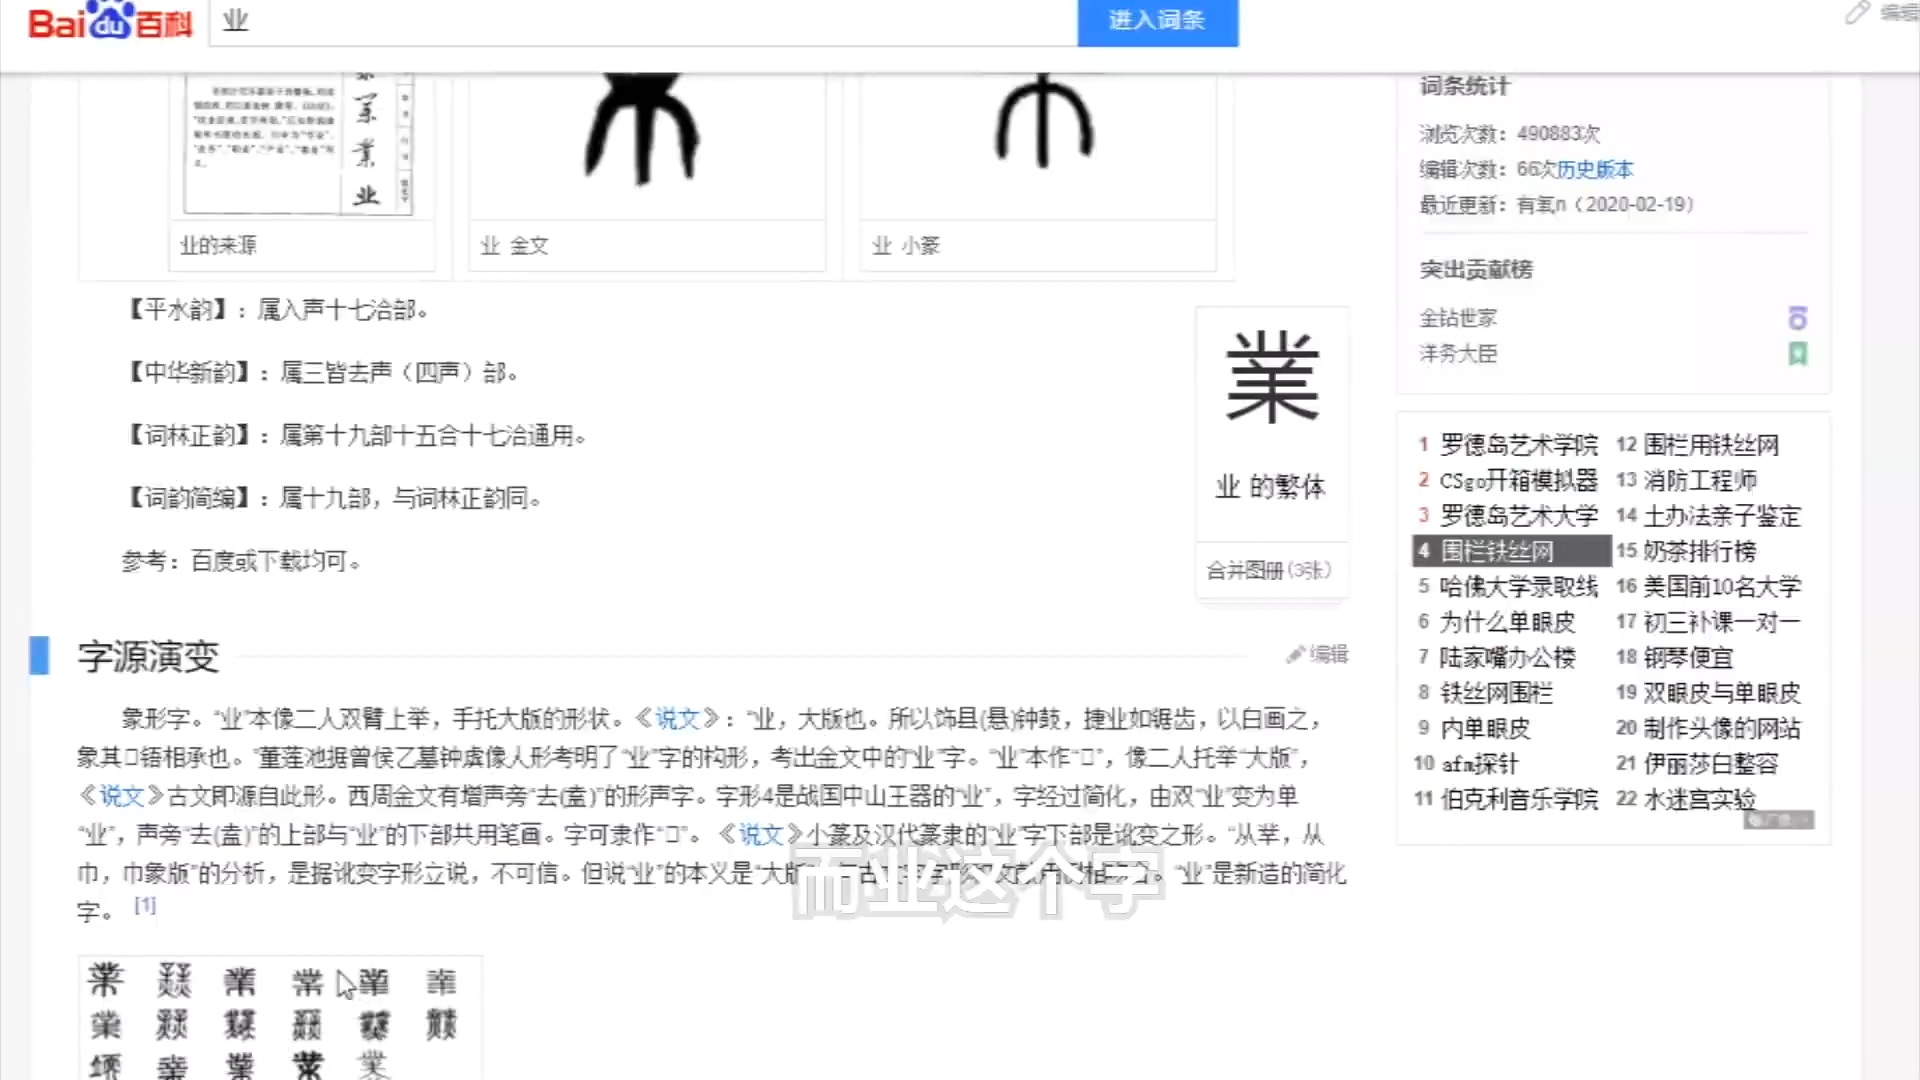 Baidu百科
业
进入词条
编辑
业
业的来源
业 金文
业 小篆
【平水韵】：属入声十七洽部。
【中华新韵】：属三皆去声（四声）部。
【词林正韵】：属第十九部十五合十七洽通用。
【词韵简编】：属十九部，与词林正韵同。
参考：百度或下载均可。
業
业 的繁体
合并图册(3张)
字源演变
编辑
象形字。“业”本像二人双臂上举，手托大版的形状。《说文》：“业，大版也。所以饰县(悬)钟鼓，捷业如锯齿，以白画之，
象其▯铻相承也。”董莲池据曾侯乙墓钟虡像人形考明了“业”字的构形，考出金文中的“业”字。“业”本作“▯”，像二人托举“大版”，
《说文》古文即源自此形。西周金文有增声旁“去(盍)”的形声字。字形4是战国中山王器的“业”，字经过简化，由双“业”变为单
“业”，声旁“去(盍)”的上部与“业”的下部共用笔画。字可隶作“▯”。《说文》小篆及汉代篆隶的“业”字下部是讹变之形。“从丵，从
巾，巾象版”的分析，是据讹变字形立说，不可信。但说“业”的本义是“大版”，“业”是新造的简化
字。 [1]
而业这个字
词条统计
浏览次数：490883次
编辑次数：66次历史版本
最近更新：有氧n（2020-02-19）
突出贡献榜
金钻世家
洋务大臣
1 罗德岛艺术学院
2 CSgo开箱模拟器
3 罗德岛艺术大学
4 围栏铁丝网
5 哈佛大学录取线
6 为什么单眼皮
7 陆家嘴办公楼
8 铁丝网围栏
9 内单眼皮
10 afm探针
11 伯克利音乐学院
12 围栏用铁丝网
13 消防工程师
14 土办法亲子鉴定
15 奶茶排行榜
16 美国前10名大学
17 初三补课一对一
18 钢琴便宜
19 双眼皮与单眼皮
20 制作头像的网站
21 伊丽莎白整容
22 水迷宫实验